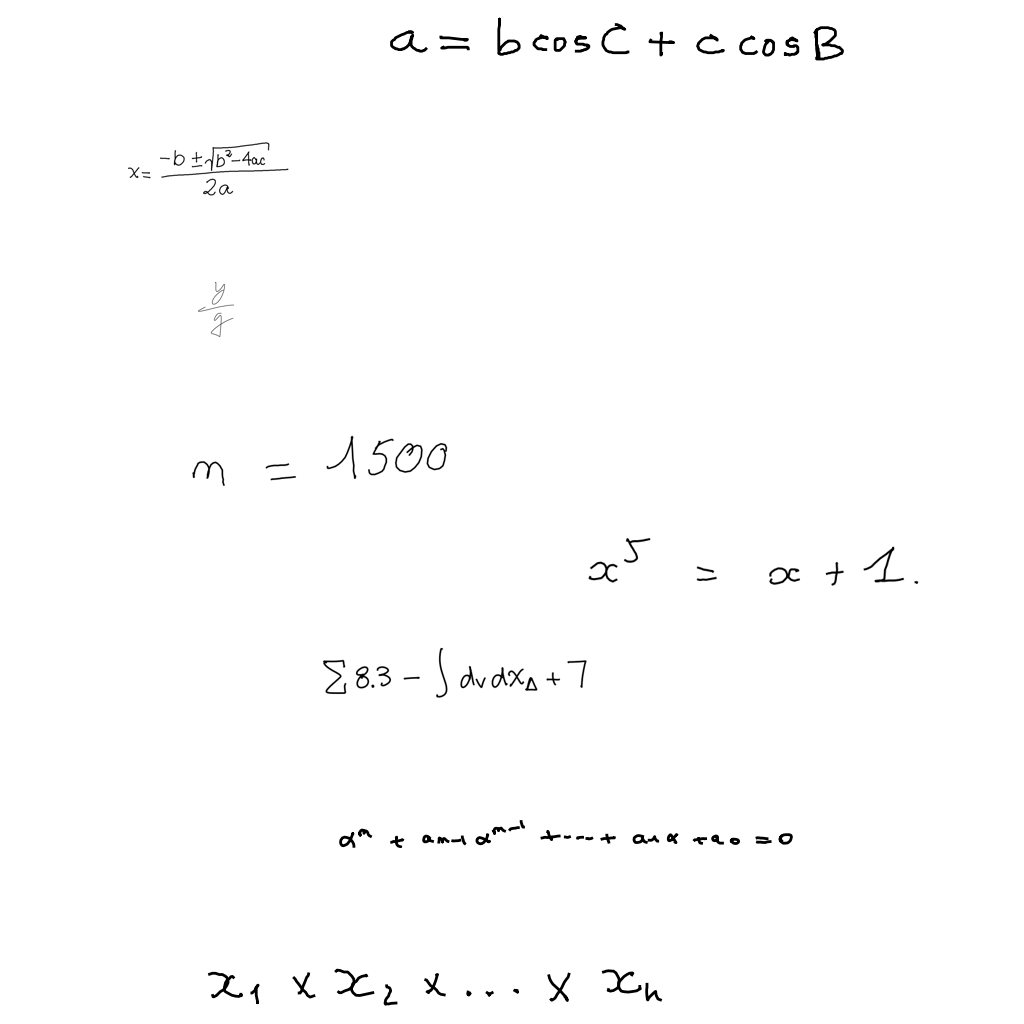 a = b cos C + c cos B
x = \frac{-b \pm \sqrt{b^2-4ac}}{2a}
\frac{y}{g}
n = 1500
x^5 = x + 1.
\sum 8.3 - \int dv dx_{\Delta} + 7
\alpha^n + a_{n-1} \alpha^{n-1} + \dots + a_1 \alpha + a_0 = 0
x_1 \times x_2 \times \dots \times x_n